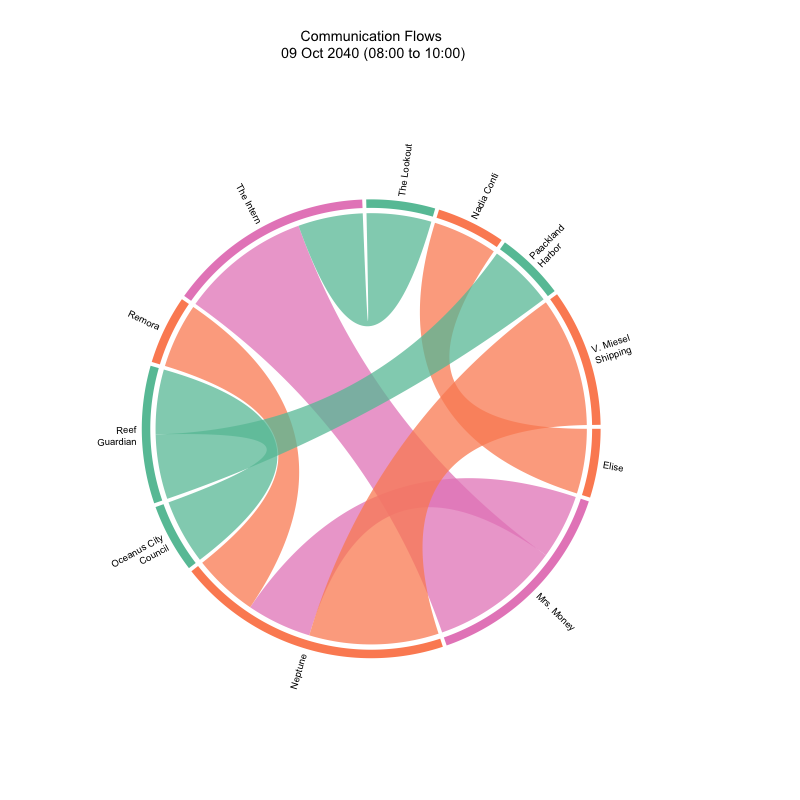 Communication Flows
09 Oct 2040 (08:00 to 10:00)
The Lookout
Nadia Conti
Paackland
Harbor
V. Miesel
Shipping
Elise
Mrs. Money
Neptune
Oceanus City
Council
Reef
Guardian
Remora
The Intern